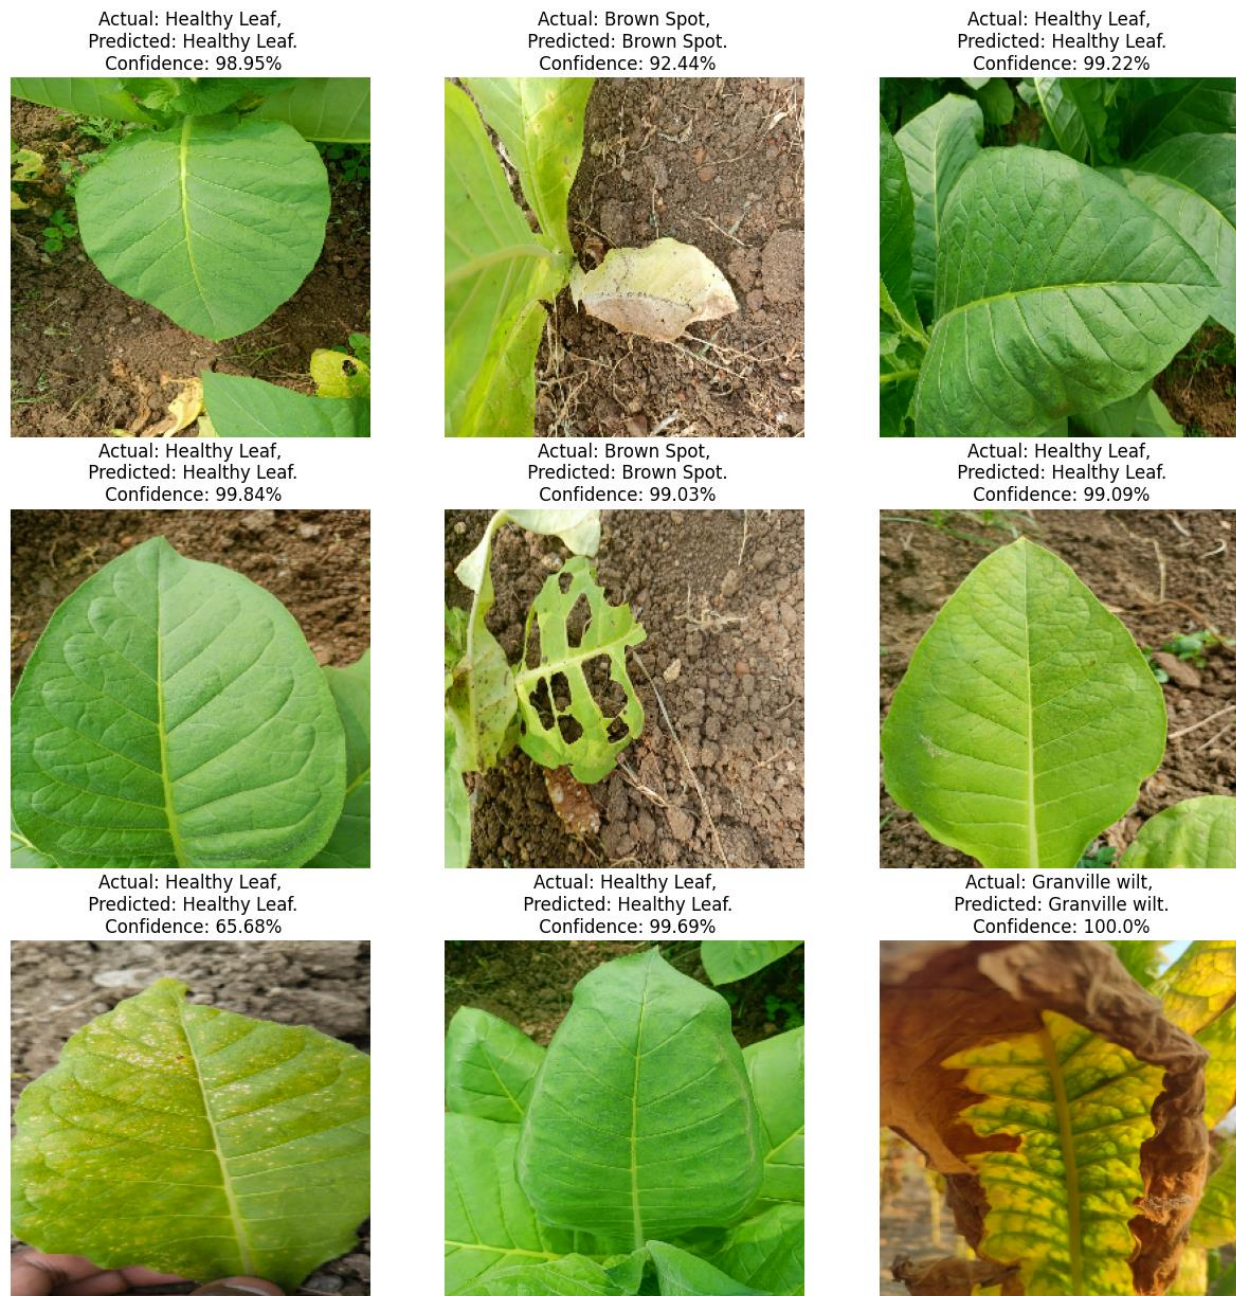 Actual: Healthy Leaf,
Predicted: Healthy Leaf.
Confidence: 98.95%
Actual: Brown Spot,
Predicted: Brown Spot.
Confidence: 92.44%
Actual: Healthy Leaf,
Predicted: Healthy Leaf.
Confidence: 99.22%
Actual: Healthy Leaf,
Predicted: Healthy Leaf.
Confidence: 99.84%
Actual: Brown Spot,
Predicted: Brown Spot.
Confidence: 99.03%
Actual: Healthy Leaf,
Predicted: Healthy Leaf.
Confidence: 99.09%
Actual: Healthy Leaf,
Predicted: Healthy Leaf.
Confidence: 65.68%
Actual: Healthy Leaf,
Predicted: Healthy Leaf.
Confidence: 99.69%
Actual: Granville wilt,
Predicted: Granville wilt.
Confidence: 100.0%